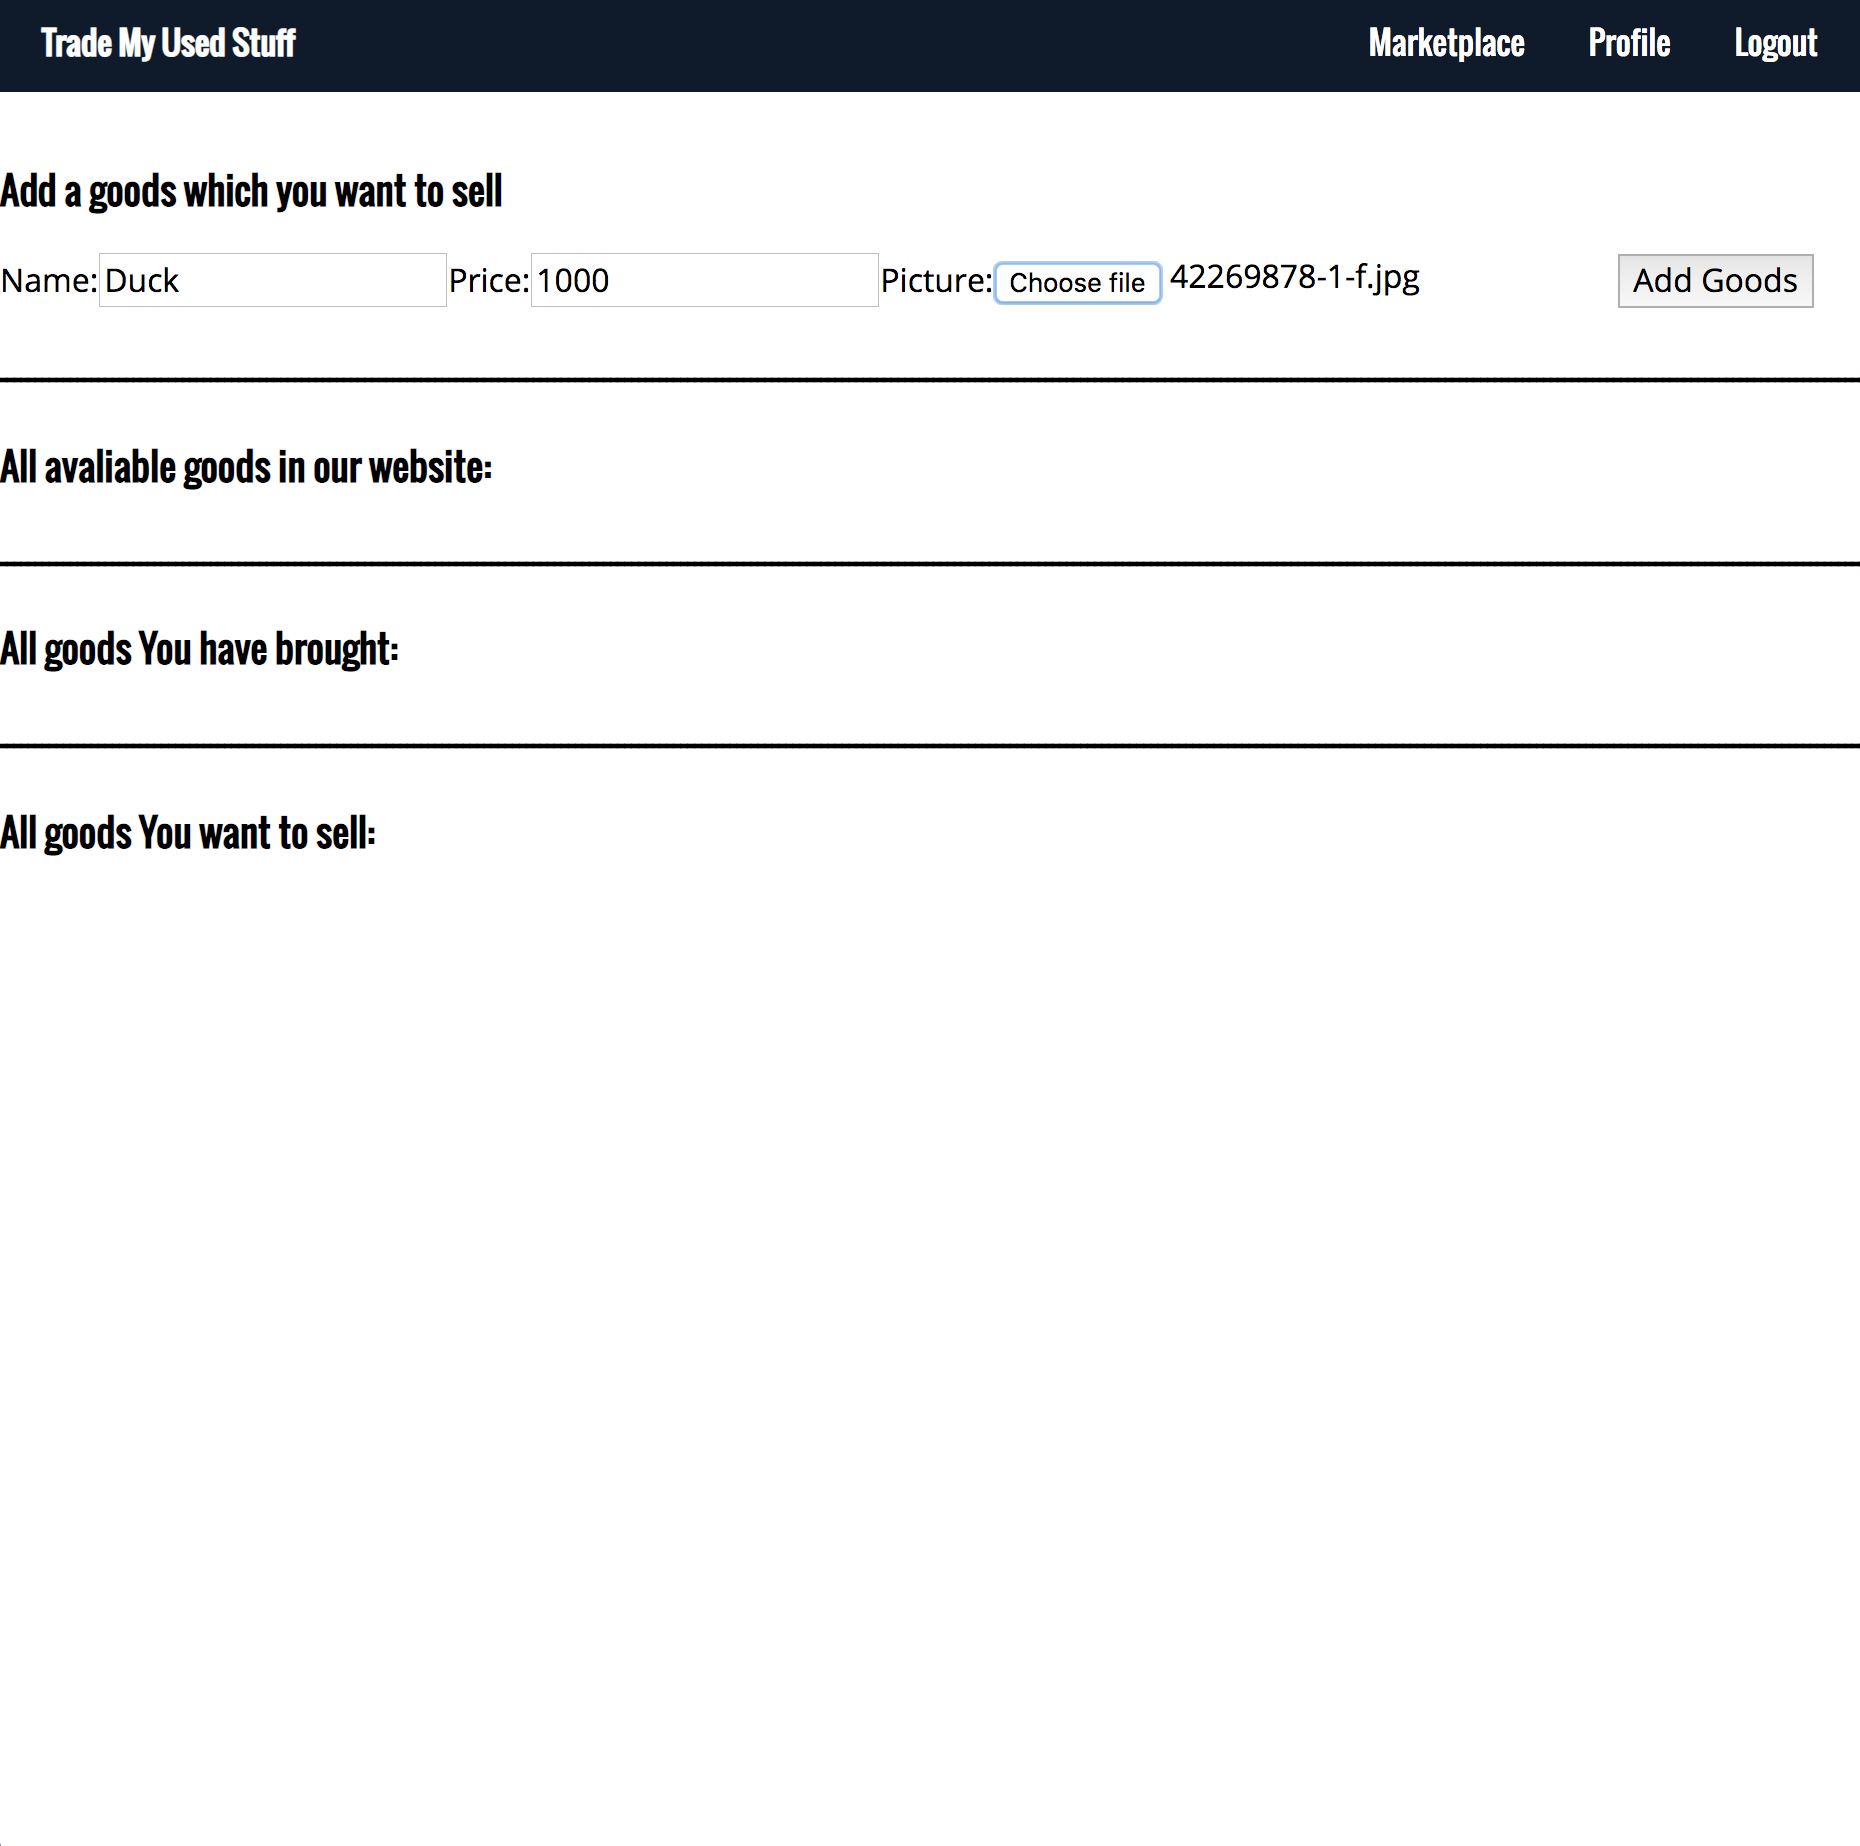 Trade My Used Stuff Marketplace Profile Logout
Add a goods which you want to sell
Name: Duck Price: 1000 Picture: Choose file 42269878-1-f.jpg Add Goods
All avaliable goods in our website:
All goods You have brought:
All goods You want to sell: